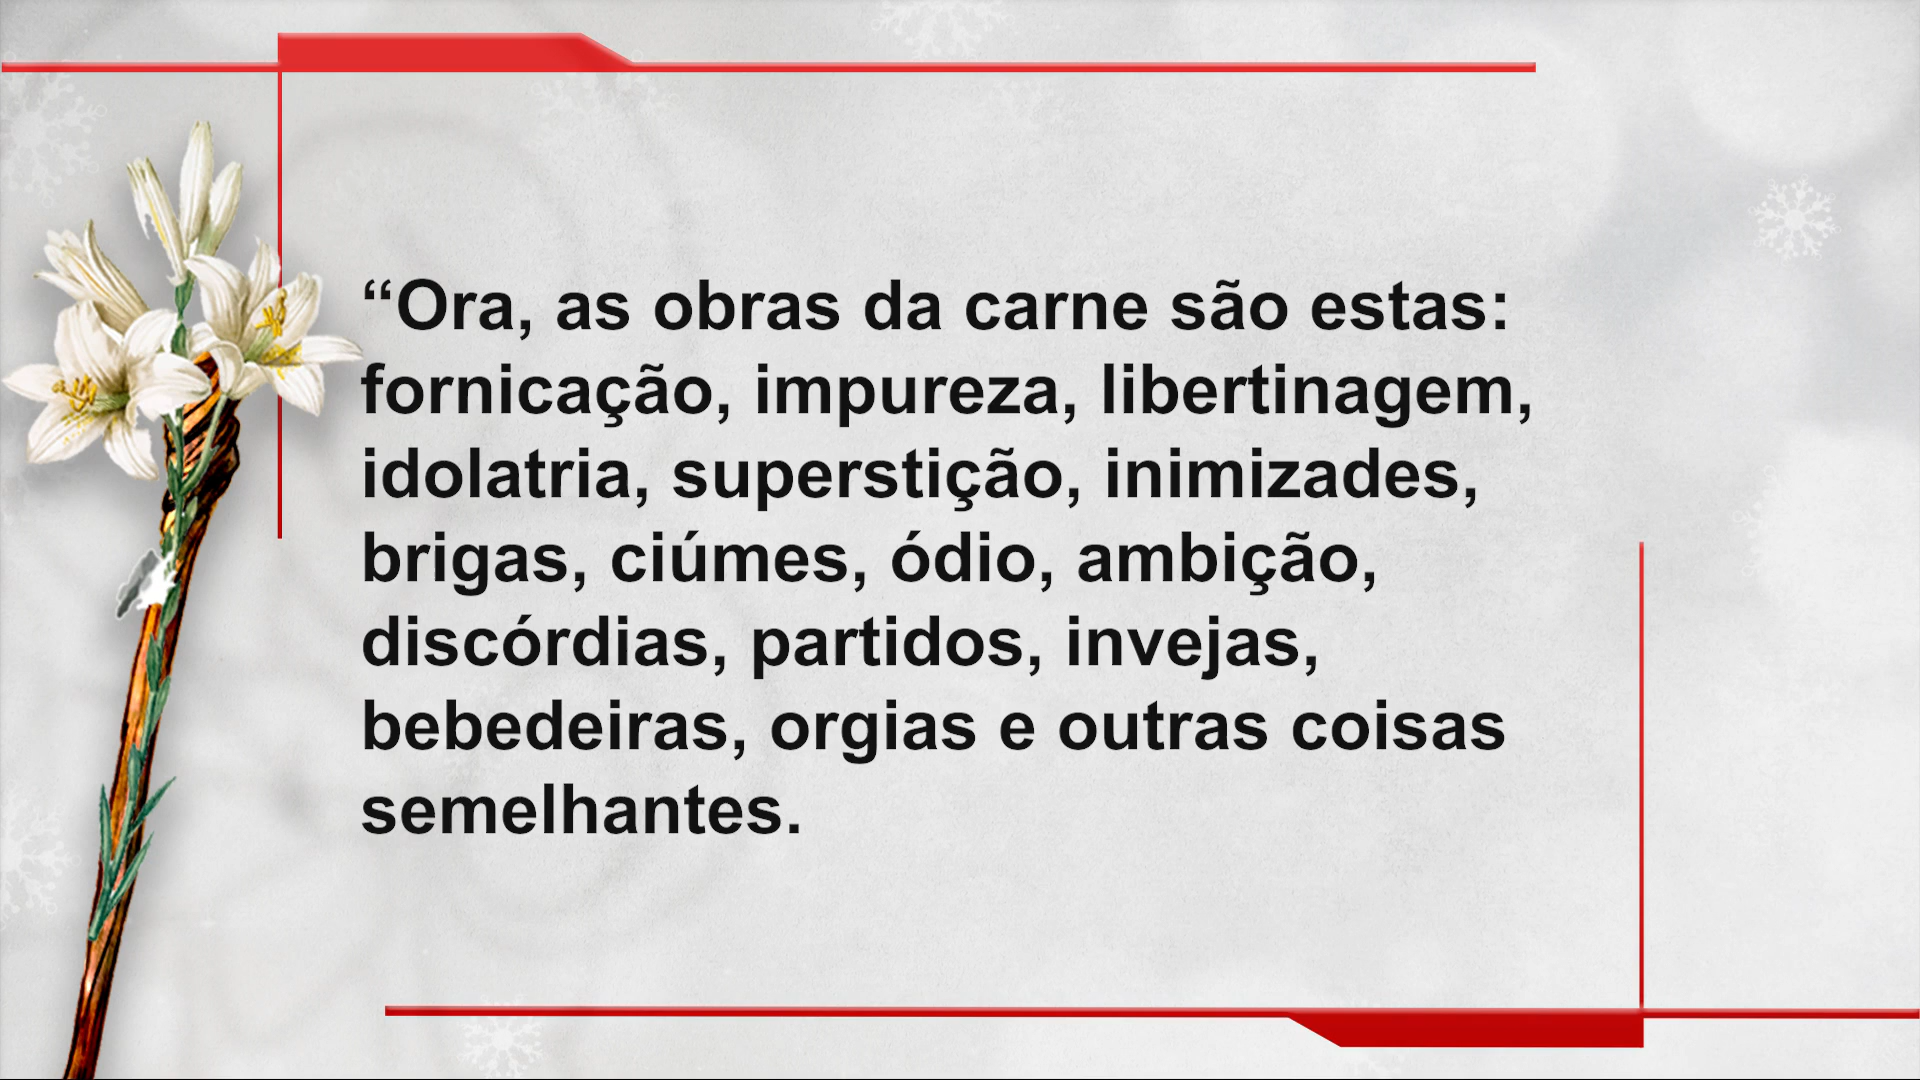 “Ora, as obras da carne são estas:
fornicação, impureza, libertinagem,
idolatria, superstição, inimizades,
brigas, ciúmes, ódio, ambição,
discórdias, partidos, invejas,
bebedeiras, orgias e outras coisas
semelhantes.